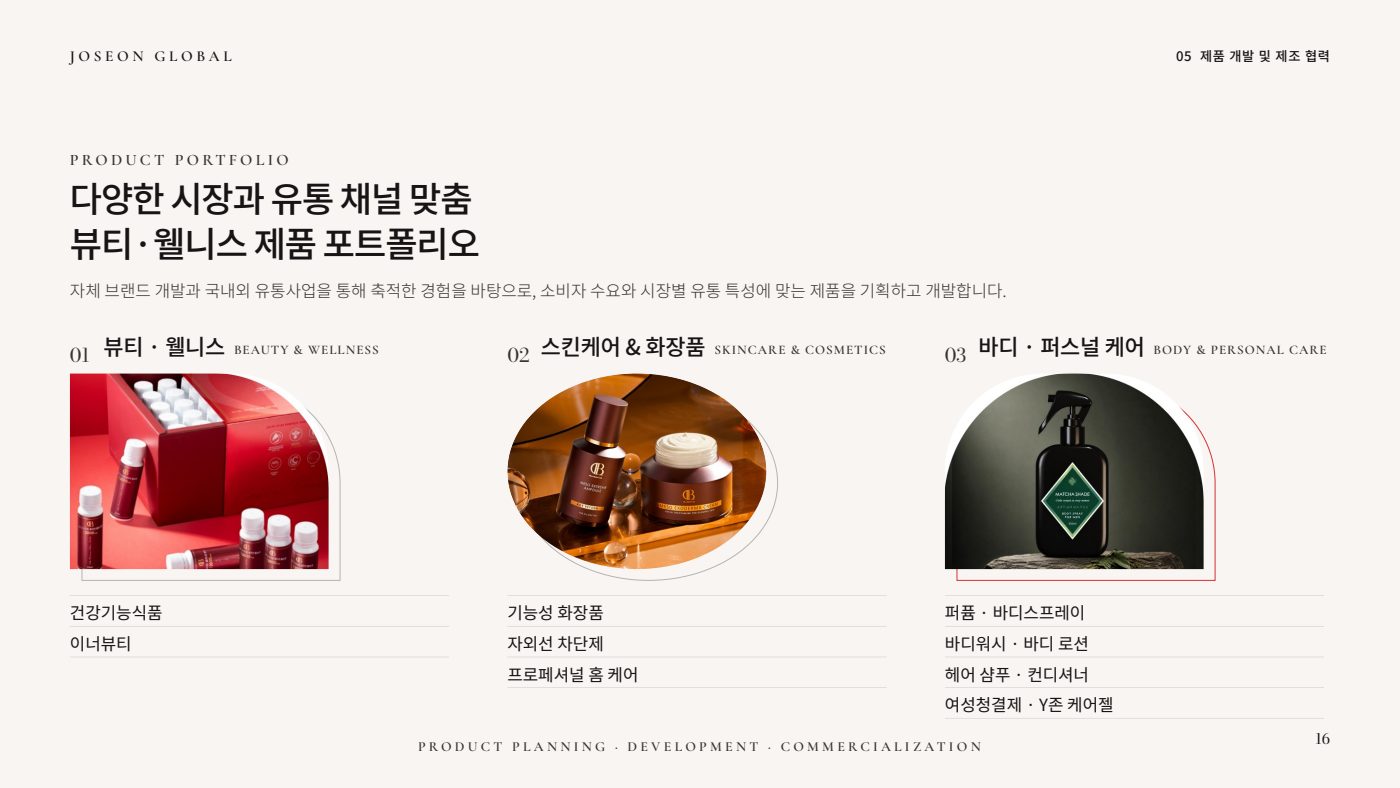 JOSEON GLOBAL
05 제품 개발 및 제조 협력
PRODUCT PORTFOLIO
다양한 시장과 유통 채널 맞춤
뷰티·웰니스 제품 포트폴리오
자체 브랜드 개발과 국내외 유통사업을 통해 축적한 경험을 바탕으로, 소비자 수요와 시장별 유통 특성에 맞는 제품을 기획하고 개발합니다.
01 뷰티 · 웰니스 BEAUTY & WELLNESS
건강기능식품
이너뷰티
02 스킨케어 & 화장품 SKINCARE & COSMETICS
기능성 화장품
자외선 차단제
프로페셔널 홈 케어
03 바디 · 퍼스널 케어 BODY & PERSONAL CARE
MATCHA SHADE
BODY SPRAY
FOR MEN
퍼퓸 · 바디스프레이
바디워시 · 바디 로션
헤어 샴푸 · 컨디셔너
여성청결제 · Y존 케어젤
PRODUCT PLANNING · DEVELOPMENT · COMMERCIALIZATION
16